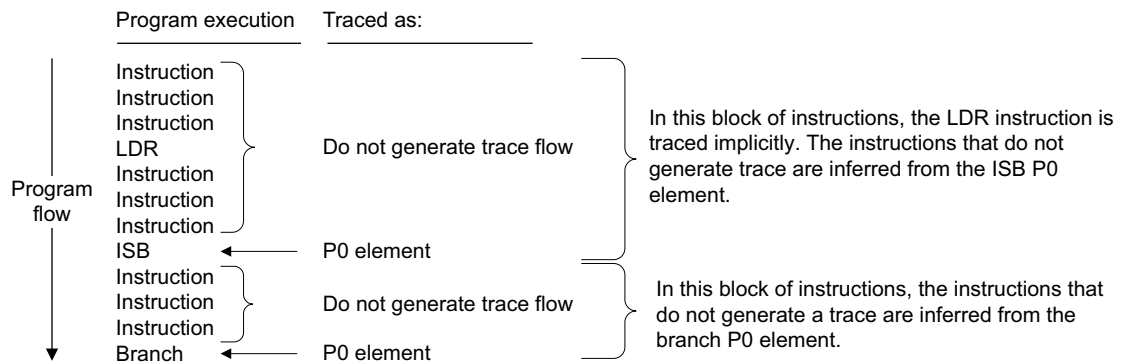 Program execution Traced as:
Instruction
Instruction
Instruction
LDR
Instruction
Instruction
Instruction
ISB
Instruction
Instruction
Instruction
Branch
Program
flow
Do not generate trace flow
P0 element
Do not generate trace flow
P0 element
In this block of instructions, the LDR instruction is
traced implicitly. The instructions that do not
generate trace are inferred from the ISB P0
element.
In this block of instructions, the instructions that
do not generate a trace are inferred from the
branch P0 element.